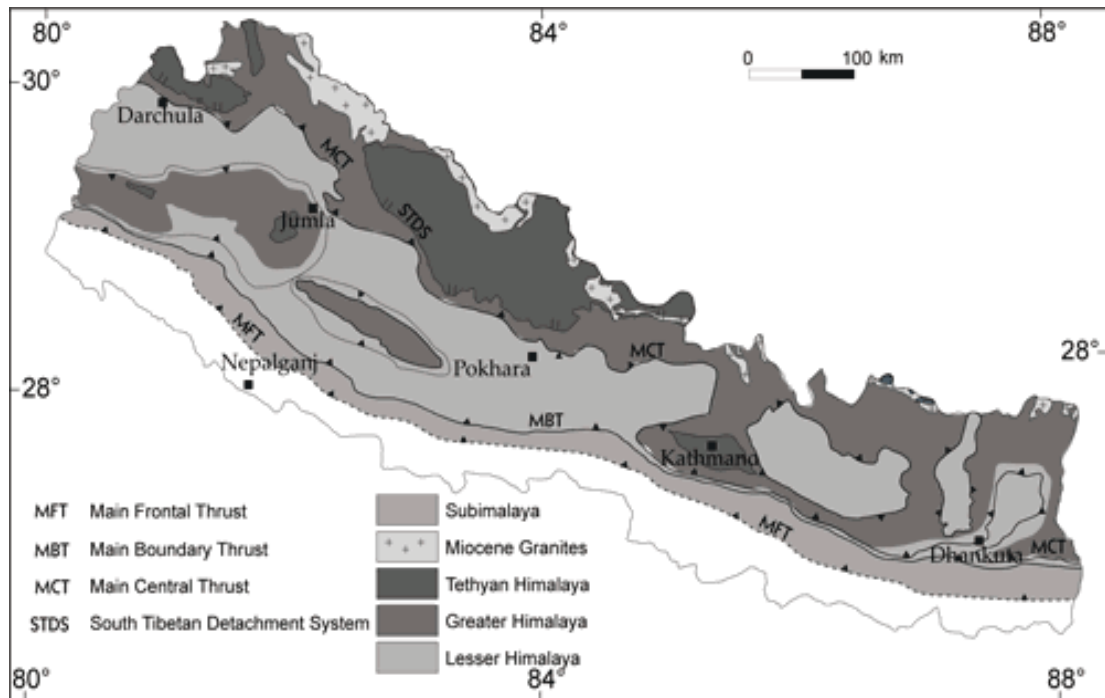 80° 84° 88°
0 100 km
30°
Darchula
MCT
Jumla
STDS
MFT
Nepalganj
Pokhara
MCT
28°
28°
MBT
Kathmand
MFT
Dhankuta
MCT
MFT Main Frontal Thrust
MBT Main Boundary Thrust
MCT Main Central Thrust
STDS South Tibetan Detachment System
Subimalaya
Miocene Granites
Tethyan Himalaya
Greater Himalaya
Lesser Himalaya
80° 84° 88°